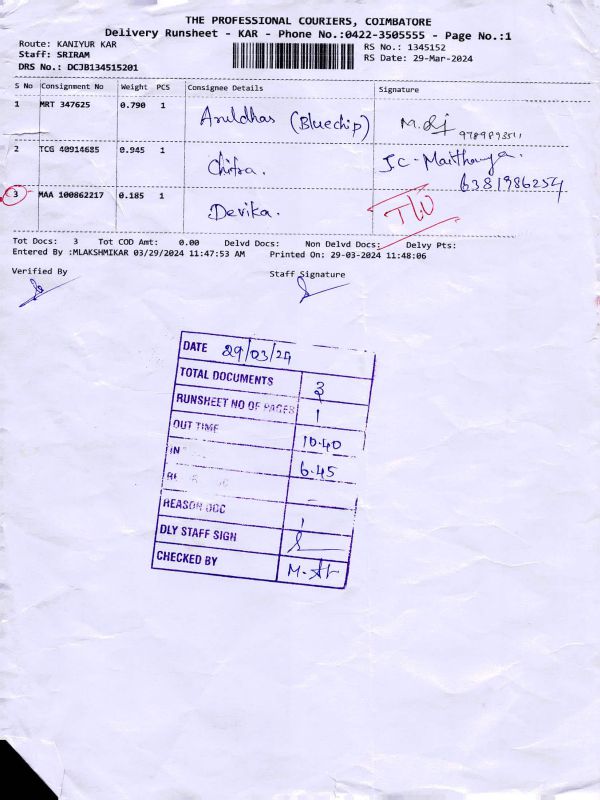 THE PROFESSIONAL COURIERS, COIMBATORE
Delivery Runsheet - KAR - Phone No.:0422-3505555 - Page No.:1
Route: KANIYUR KAR
RS No.: 1345152
Staff: SRIRAM
RS Date: 29-Mar-2024
DRS No.: DCJB134515201
S No Consignment No Weight PCS Consignee Details Signature
1 MRT 347625 0.790 1 Aruldhas (Bluechip)
2 TCG 40914685 0.945 1 Chitra.
6381986254
3 MAA 100862217 0.185 1 Devika.
Tot Docs: 3 Tot COD Amt: 0.00 Delvd Docs: Non Delvd Docs: Delvy Pts:
Entered By :MLAKSHMIKAR 03/29/2024 11:47:53 AM Printed On: 29-03-2024 11:48:06
Verified By Staff Signature
DATE 29/03/24
TOTAL DOCUMENTS 3
RUNSHEET NO OF PAGES 1
OUT TIME 10.40
IN 6.45
REASON DOC 1
DLY STAFF SIGN
CHECKED BY